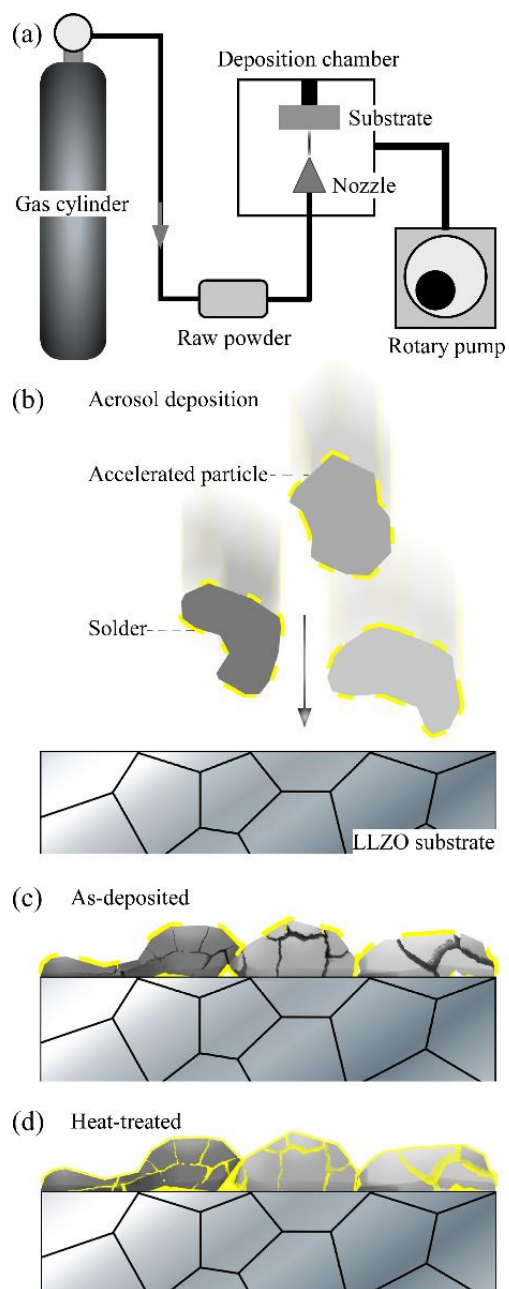 (a)
Deposition chamber
Substrate
Nozzle
Gas cylinder
Raw powder
Rotary pump
(b) Aerosol deposition
Accelerated particle
Solder
LLZO substrate
(c) As-deposited
(d) Heat-treated